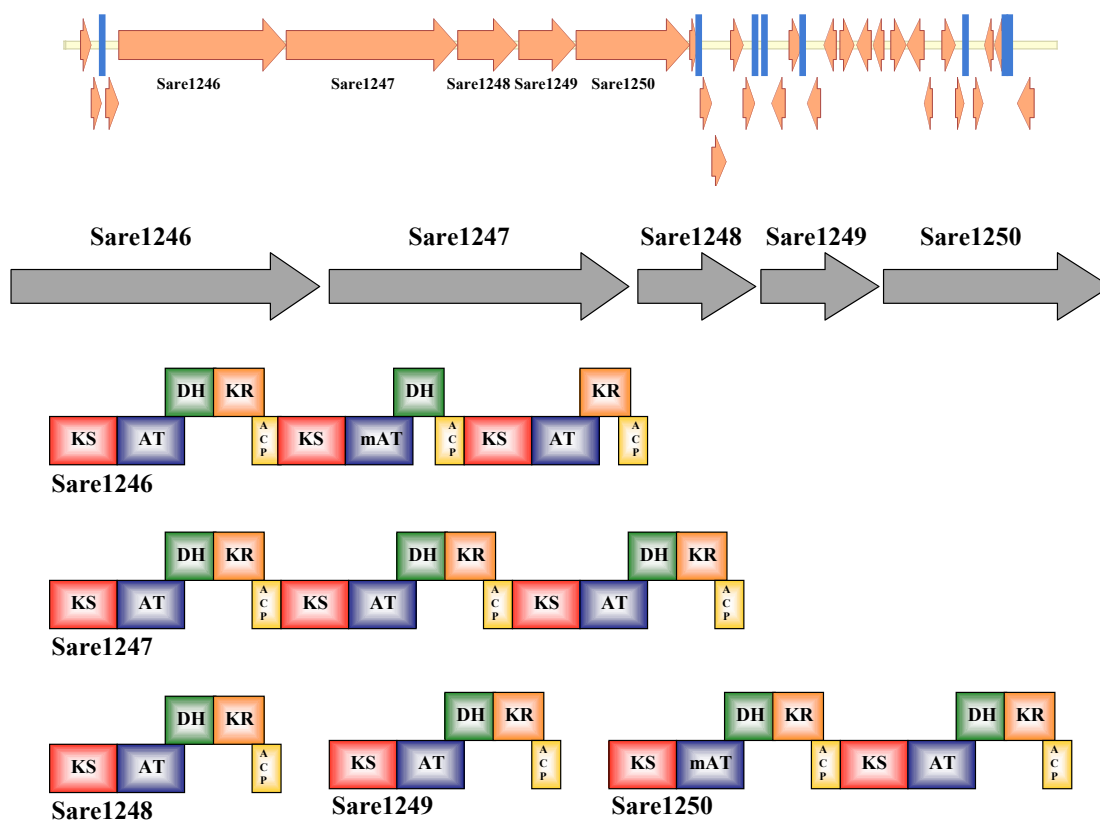 Sare1246 Sare1247 Sare1248 Sare1249 Sare1250
Sare1246 Sare1247 Sare1248 Sare1249 Sare1250
DH KR DH KR
KS AT ACP KS mAT ACP KS AT ACP
Sare1246
DH KR DH KR DH KR
KS AT ACP KS AT ACP KS AT ACP
Sare1247
DH KR DH KR DH KR DH KR
KS AT ACP KS AT ACP KS mAT ACP KS AT ACP
Sare1248 Sare1249 Sare1250